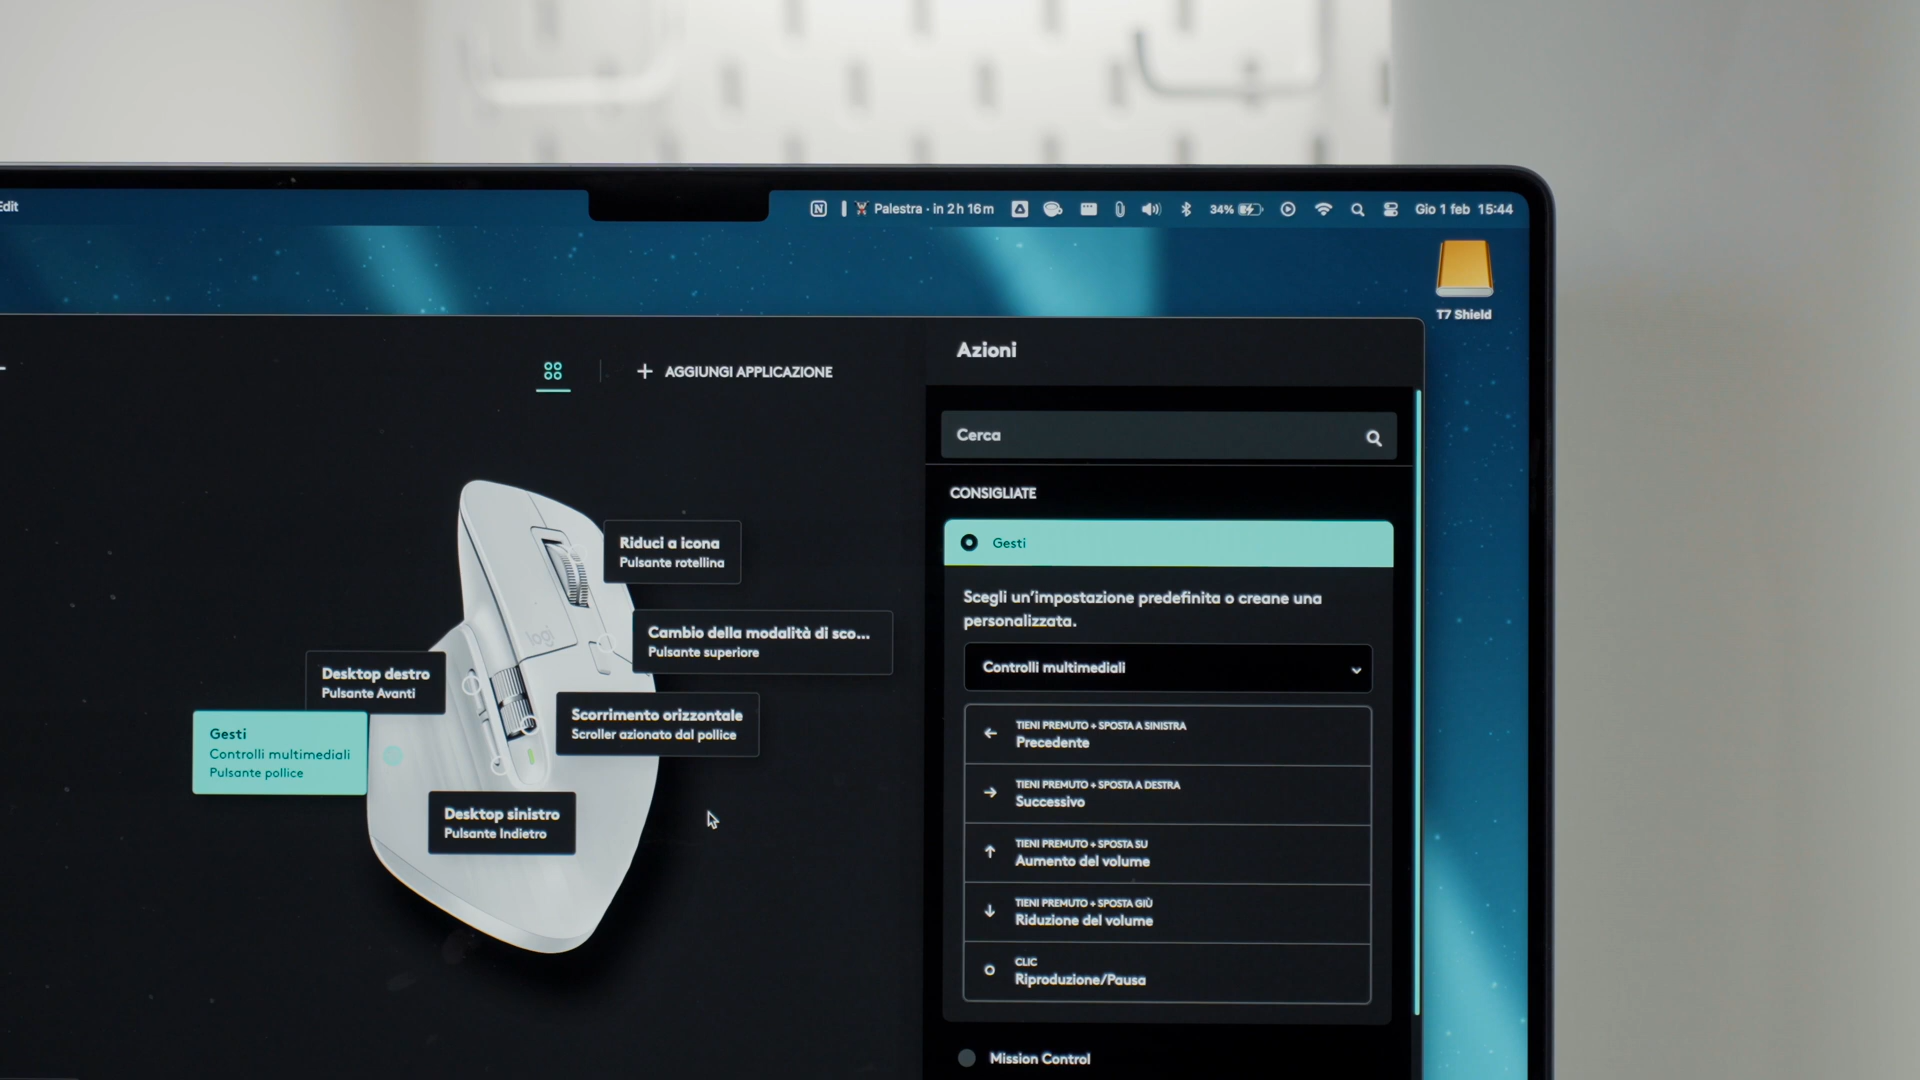 Edit
Palestra · in 2 h 16 m
34%
Gio 1 feb 15:44
T7 Shield
AGGIUNGI APPLICAZIONE
Azioni
Cerca
CONSIGLIATE
Gesti
Scegli un'impostazione predefinita o creane una
personalizzata.
Controlli multimediali
TIENI PREMUTO + SPOSTA A SINISTRA
Precedente
TIENI PREMUTO + SPOSTA A DESTRA
Successivo
TIENI PREMUTO + SPOSTA SU
Aumento del volume
TIENI PREMUTO + SPOSTA GIÙ
Riduzione del volume
CLIC
Riproduzione/Pausa
Mission Control
Riduci a icona
Pulsante rotellina
logi
Cambio della modalità di sco...
Pulsante superiore
Desktop destro
Pulsante Avanti
Scorrimento orizzontale
Scroller azionato dal pollice
Gesti
Controlli multimediali
Pulsante pollice
Desktop sinistro
Pulsante Indietro